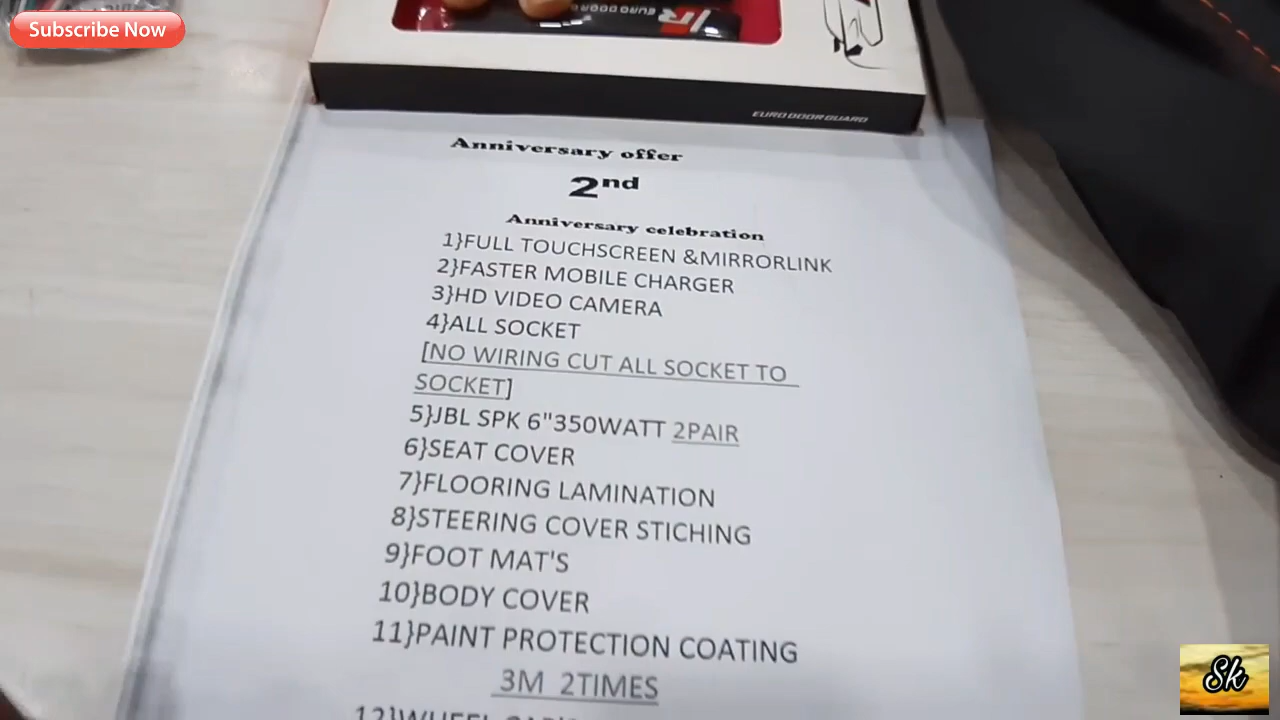 Subscribe Now
EURO DOOR GUARD
Anniversary offer
2nd
Anniversary celebration
1}FULL TOUCHSCREEN &MIRRORLINK
2}FASTER MOBILE CHARGER
3}HD VIDEO CAMERA
4}ALL SOCKET
[NO WIRING CUT ALL SOCKET TO
SOCKET]
5}JBL SPK 6"350WATT 2PAIR
6}SEAT COVER
7}FLOORING LAMINATION
8}STEERING COVER STICHING
9}FOOT MAT'S
10}BODY COVER
11}PAINT PROTECTION COATING
3M 2TIMES
12}WHEEL
Sk